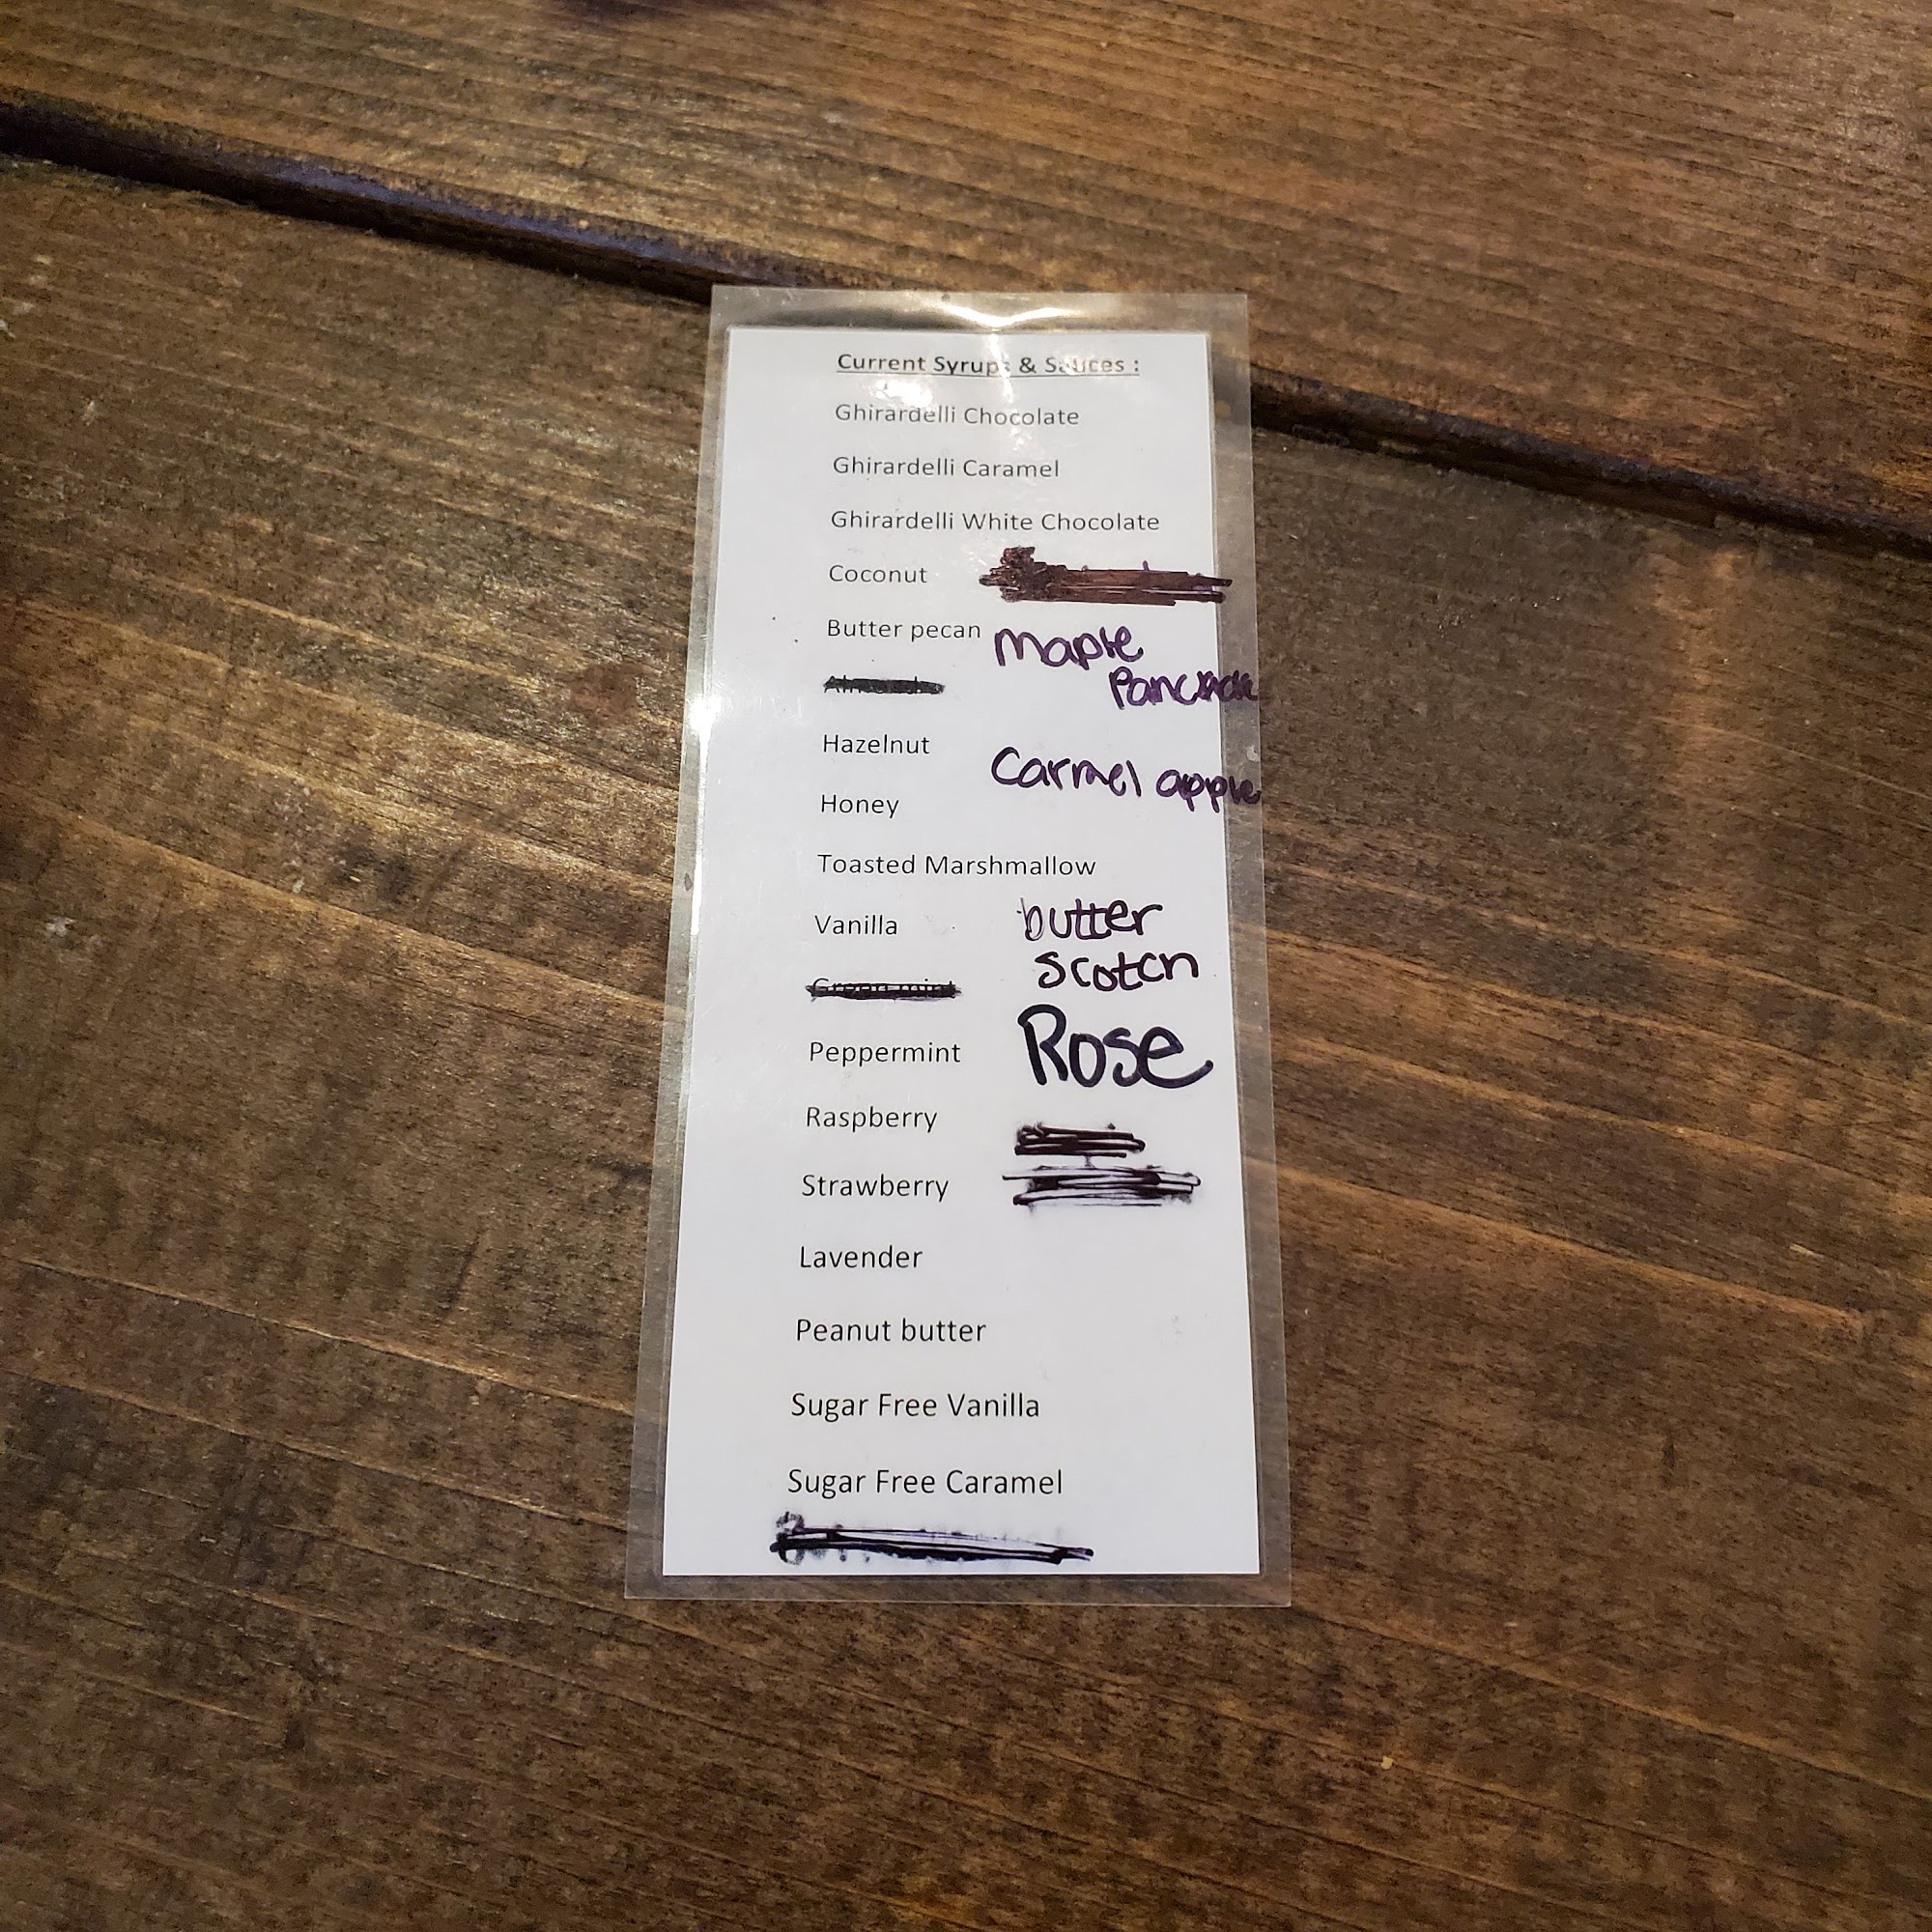 Current Syrups & Sauces :
Ghirardelli Chocolate
Ghirardelli Caramel
Ghirardelli White Chocolate
Coconut
Butter pecan
Hazelnut
Honey
Toasted Marshmallow
Vanilla
Peppermint
Raspberry
Strawberry
Lavender
Peanut butter
Sugar Free Vanilla
Sugar Free Caramel
Maple
Pancake
Carmel apple
butter
scotch
Rose